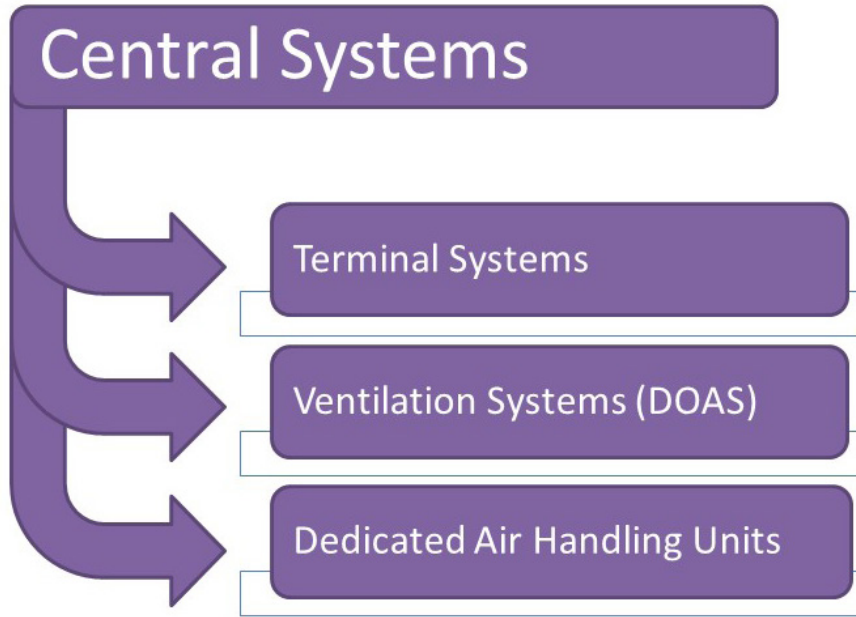 Central Systems
Terminal Systems
Ventilation Systems (DOAS)
Dedicated Air Handling Units